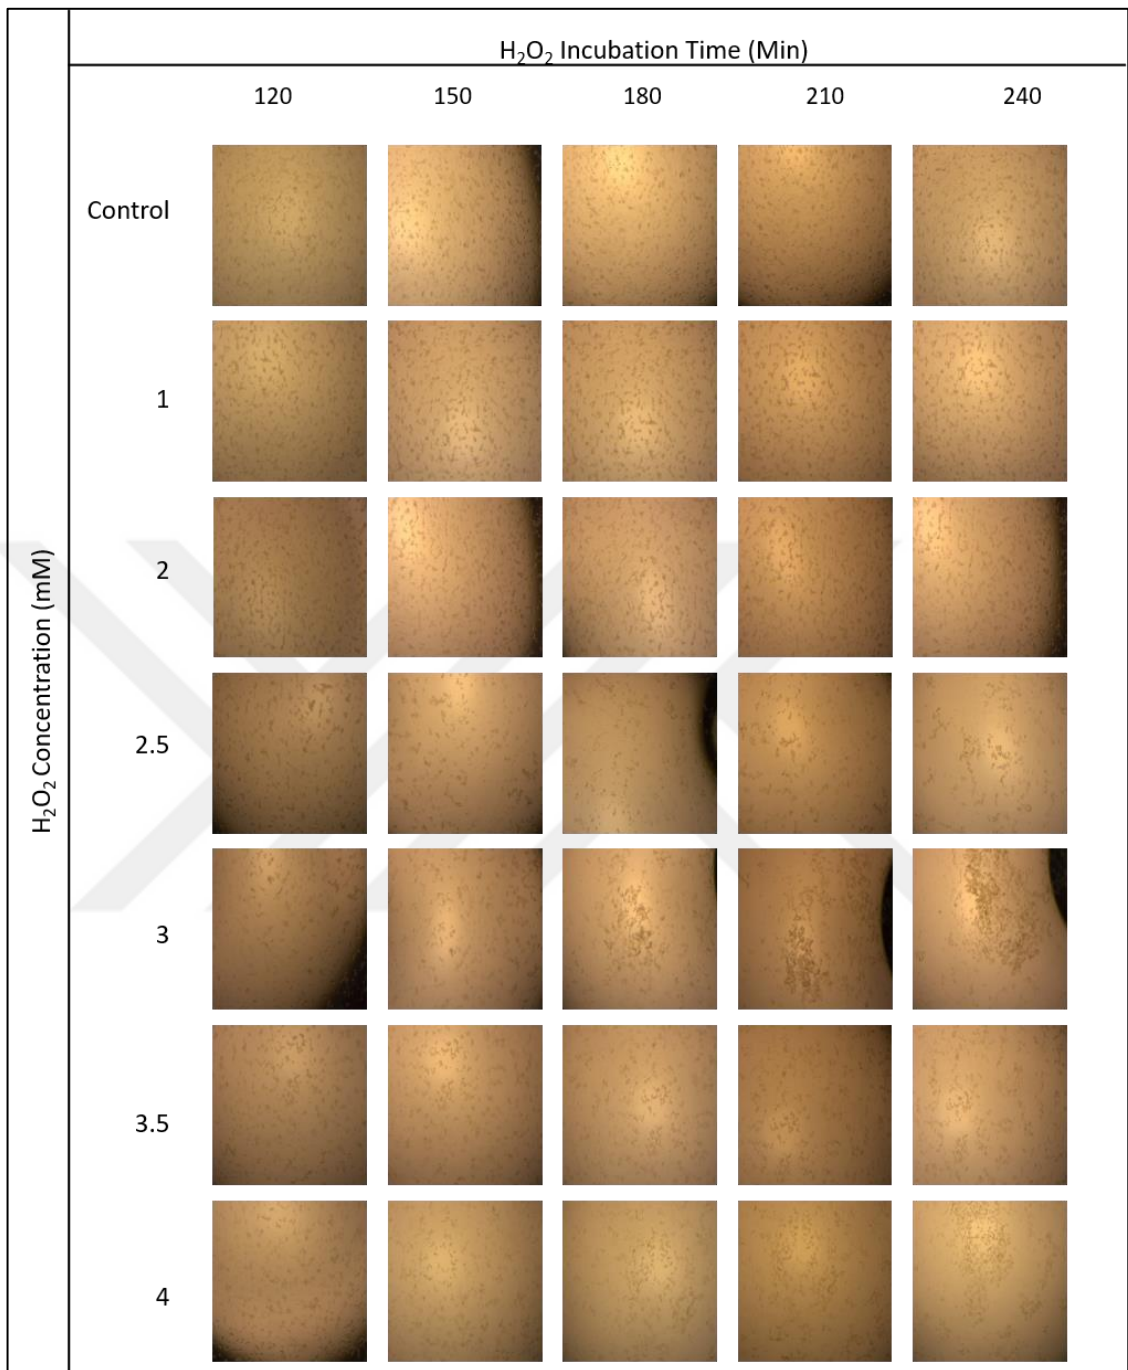 H₂O₂ Incubation Time (Min)
120 150 180 210 240
Control
1
2
2.5
3
3.5
4
H₂O₂ Concentration (mM)